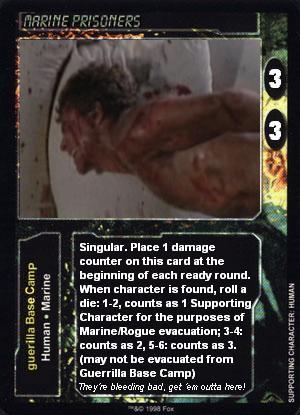 MARINE PRISONERS
3
3
guerilla Base Camp
Human • Marine
Singular. Place 1 damage
counter on this card at the
beginning of each ready round.
When character is found, roll a
die: 1-2, counts as 1 Supporting
Character for the purposes of
Marine/Rogue evacuation; 3-4:
counts as 2, 5-6: counts as 3.
(may not be evacuated from
Guerrilla Base Camp)
They're bleeding bad, get 'em outta here!
SUPPORTING CHARACTER: HUMAN
™&© 1998 Fox